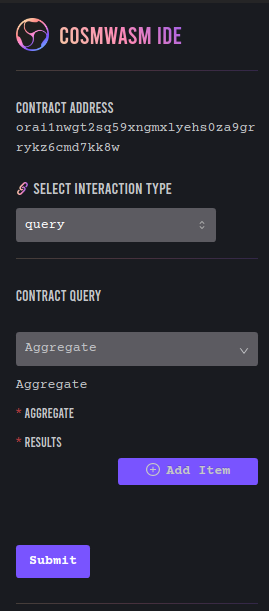 COSMWASM IDE
CONTRACT ADDRESS
orai1nwgt2sq59xngmxlyehs0za9gr
rykz6cmd7kk8w
SELECT INTERACTION TYPE
query
CONTRACT QUERY
Aggregate
Aggregate
* AGGREGATE
* RESULTS
Add Item
Submit